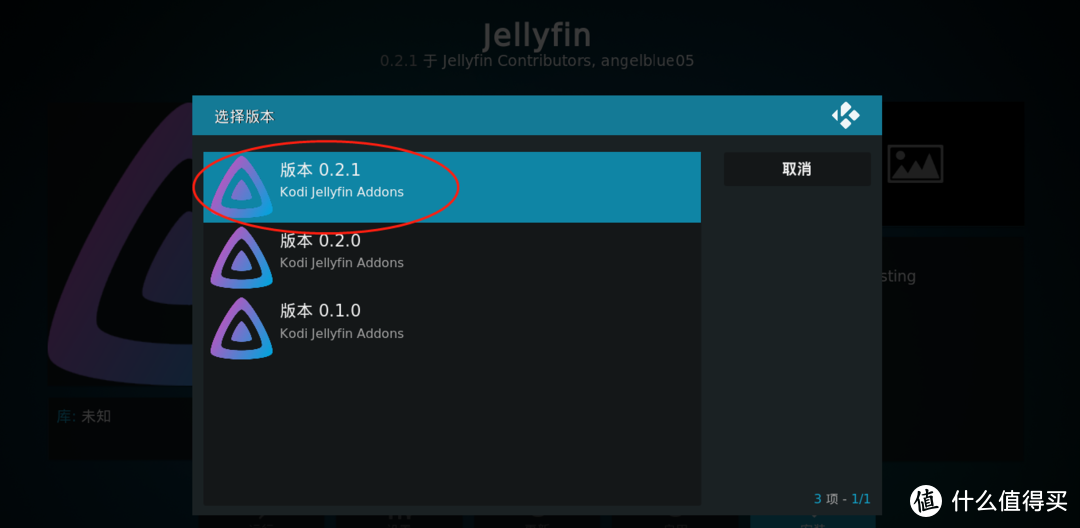 Jellyfin
0.2.1 于 Jellyfin Contributors, angelblue05
选择版本
版本 0.2.1
Kodi Jellyfin Addons
取消
版本 0.2.0
Kodi Jellyfin Addons
sting
版本 0.1.0
Kodi Jellyfin Addons
库: 未知
3 项 - 1/1
值 什么值得买